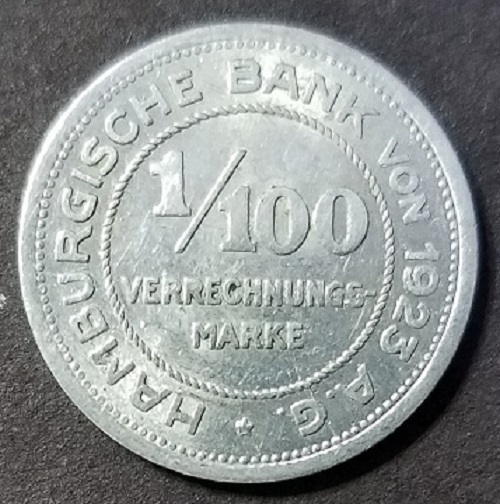 HAMBURGISCHE BANK VON 1923 A.G.
1/100
VERRECHNUNGS-
MARKE